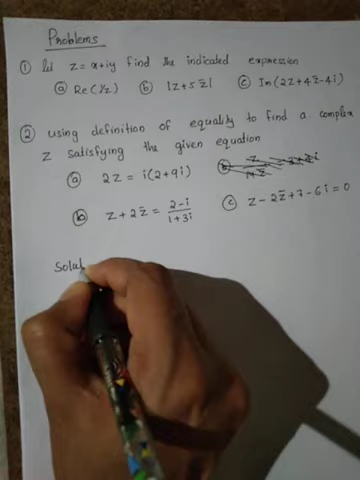 Problems
① let z = x+iy find the indicated expression
ⓐ Re(1/z) ⓑ |z+5z̄| ⓒ Im(2z+4z̄-4i)
② using definition of equality to find a complex
z satisfying the given equation
ⓐ 2z = i(2+9i)
ⓑ z+2z̄ = (2-i)/(1+3i) ⓒ z-2z̄+7-6i=0